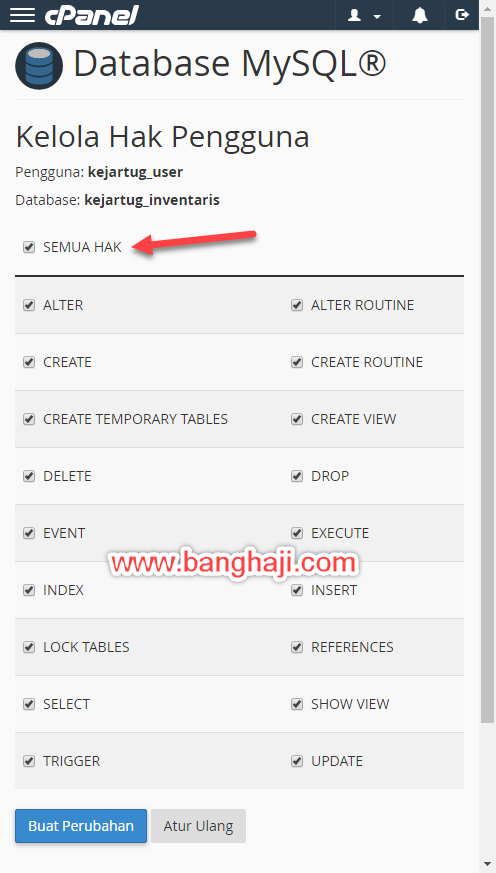 cPanel
Database MySQL®
Kelola Hak Pengguna
Pengguna: kejartug_user
Database: kejartug_inventaris
SEMUA HAK
ALTER ALTER ROUTINE
CREATE CREATE ROUTINE
CREATE TEMPORARY TABLES CREATE VIEW
DELETE DROP
EVENT EXECUTE
www.banghaji.com
INDEX INSERT
LOCK TABLES REFERENCES
SELECT SHOW VIEW
TRIGGER UPDATE
Buat Perubahan Atur Ulang